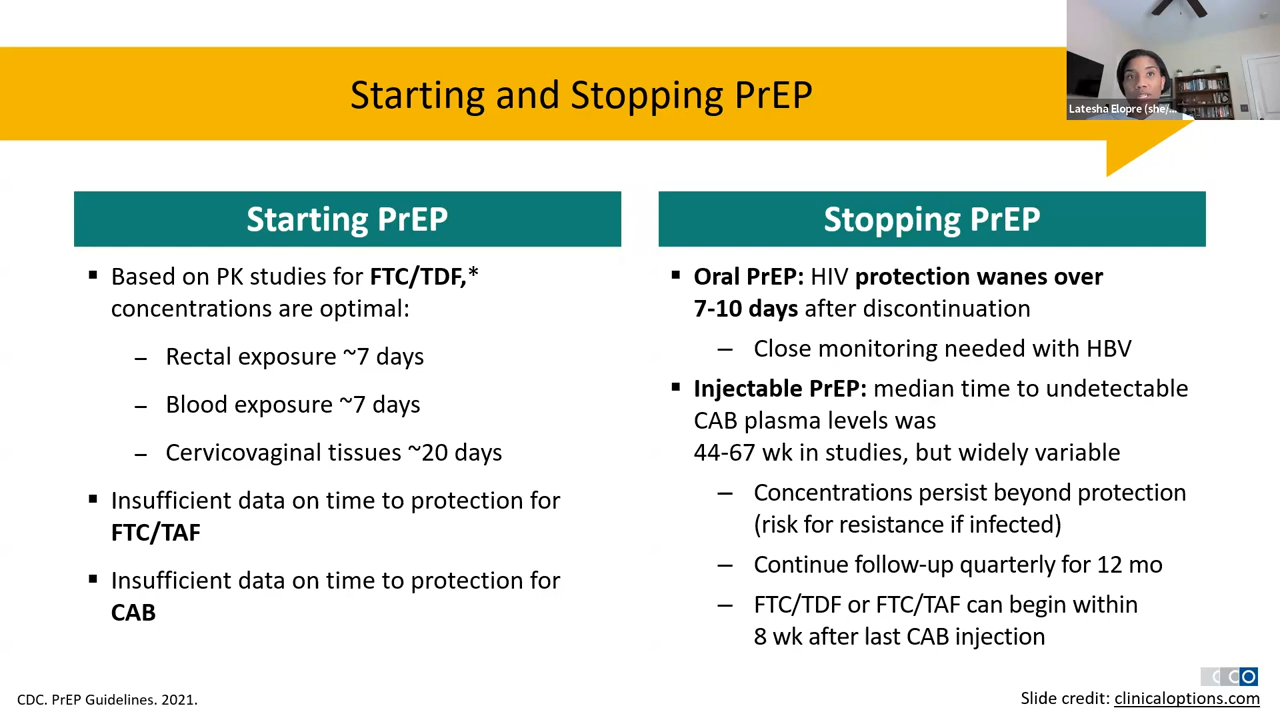 Starting and Stopping PrEP
Latesha Elopre (she/...
Starting PrEP
▪ Based on PK studies for FTC/TDF,*
concentrations are optimal:
– Rectal exposure ~7 days
– Blood exposure ~7 days
– Cervicovaginal tissues ~20 days
▪ Insufficient data on time to protection for
FTC/TAF
▪ Insufficient data on time to protection for
CAB
Stopping PrEP
▪ Oral PrEP: HIV protection wanes over
7-10 days after discontinuation
– Close monitoring needed with HBV
▪ Injectable PrEP: median time to undetectable
CAB plasma levels was
44-67 wk in studies, but widely variable
– Concentrations persist beyond protection
(risk for resistance if infected)
– Continue follow-up quarterly for 12 mo
– FTC/TDF or FTC/TAF can begin within
8 wk after last CAB injection
CCO
CDC. PrEP Guidelines. 2021.
Slide credit: clinicaloptions.com